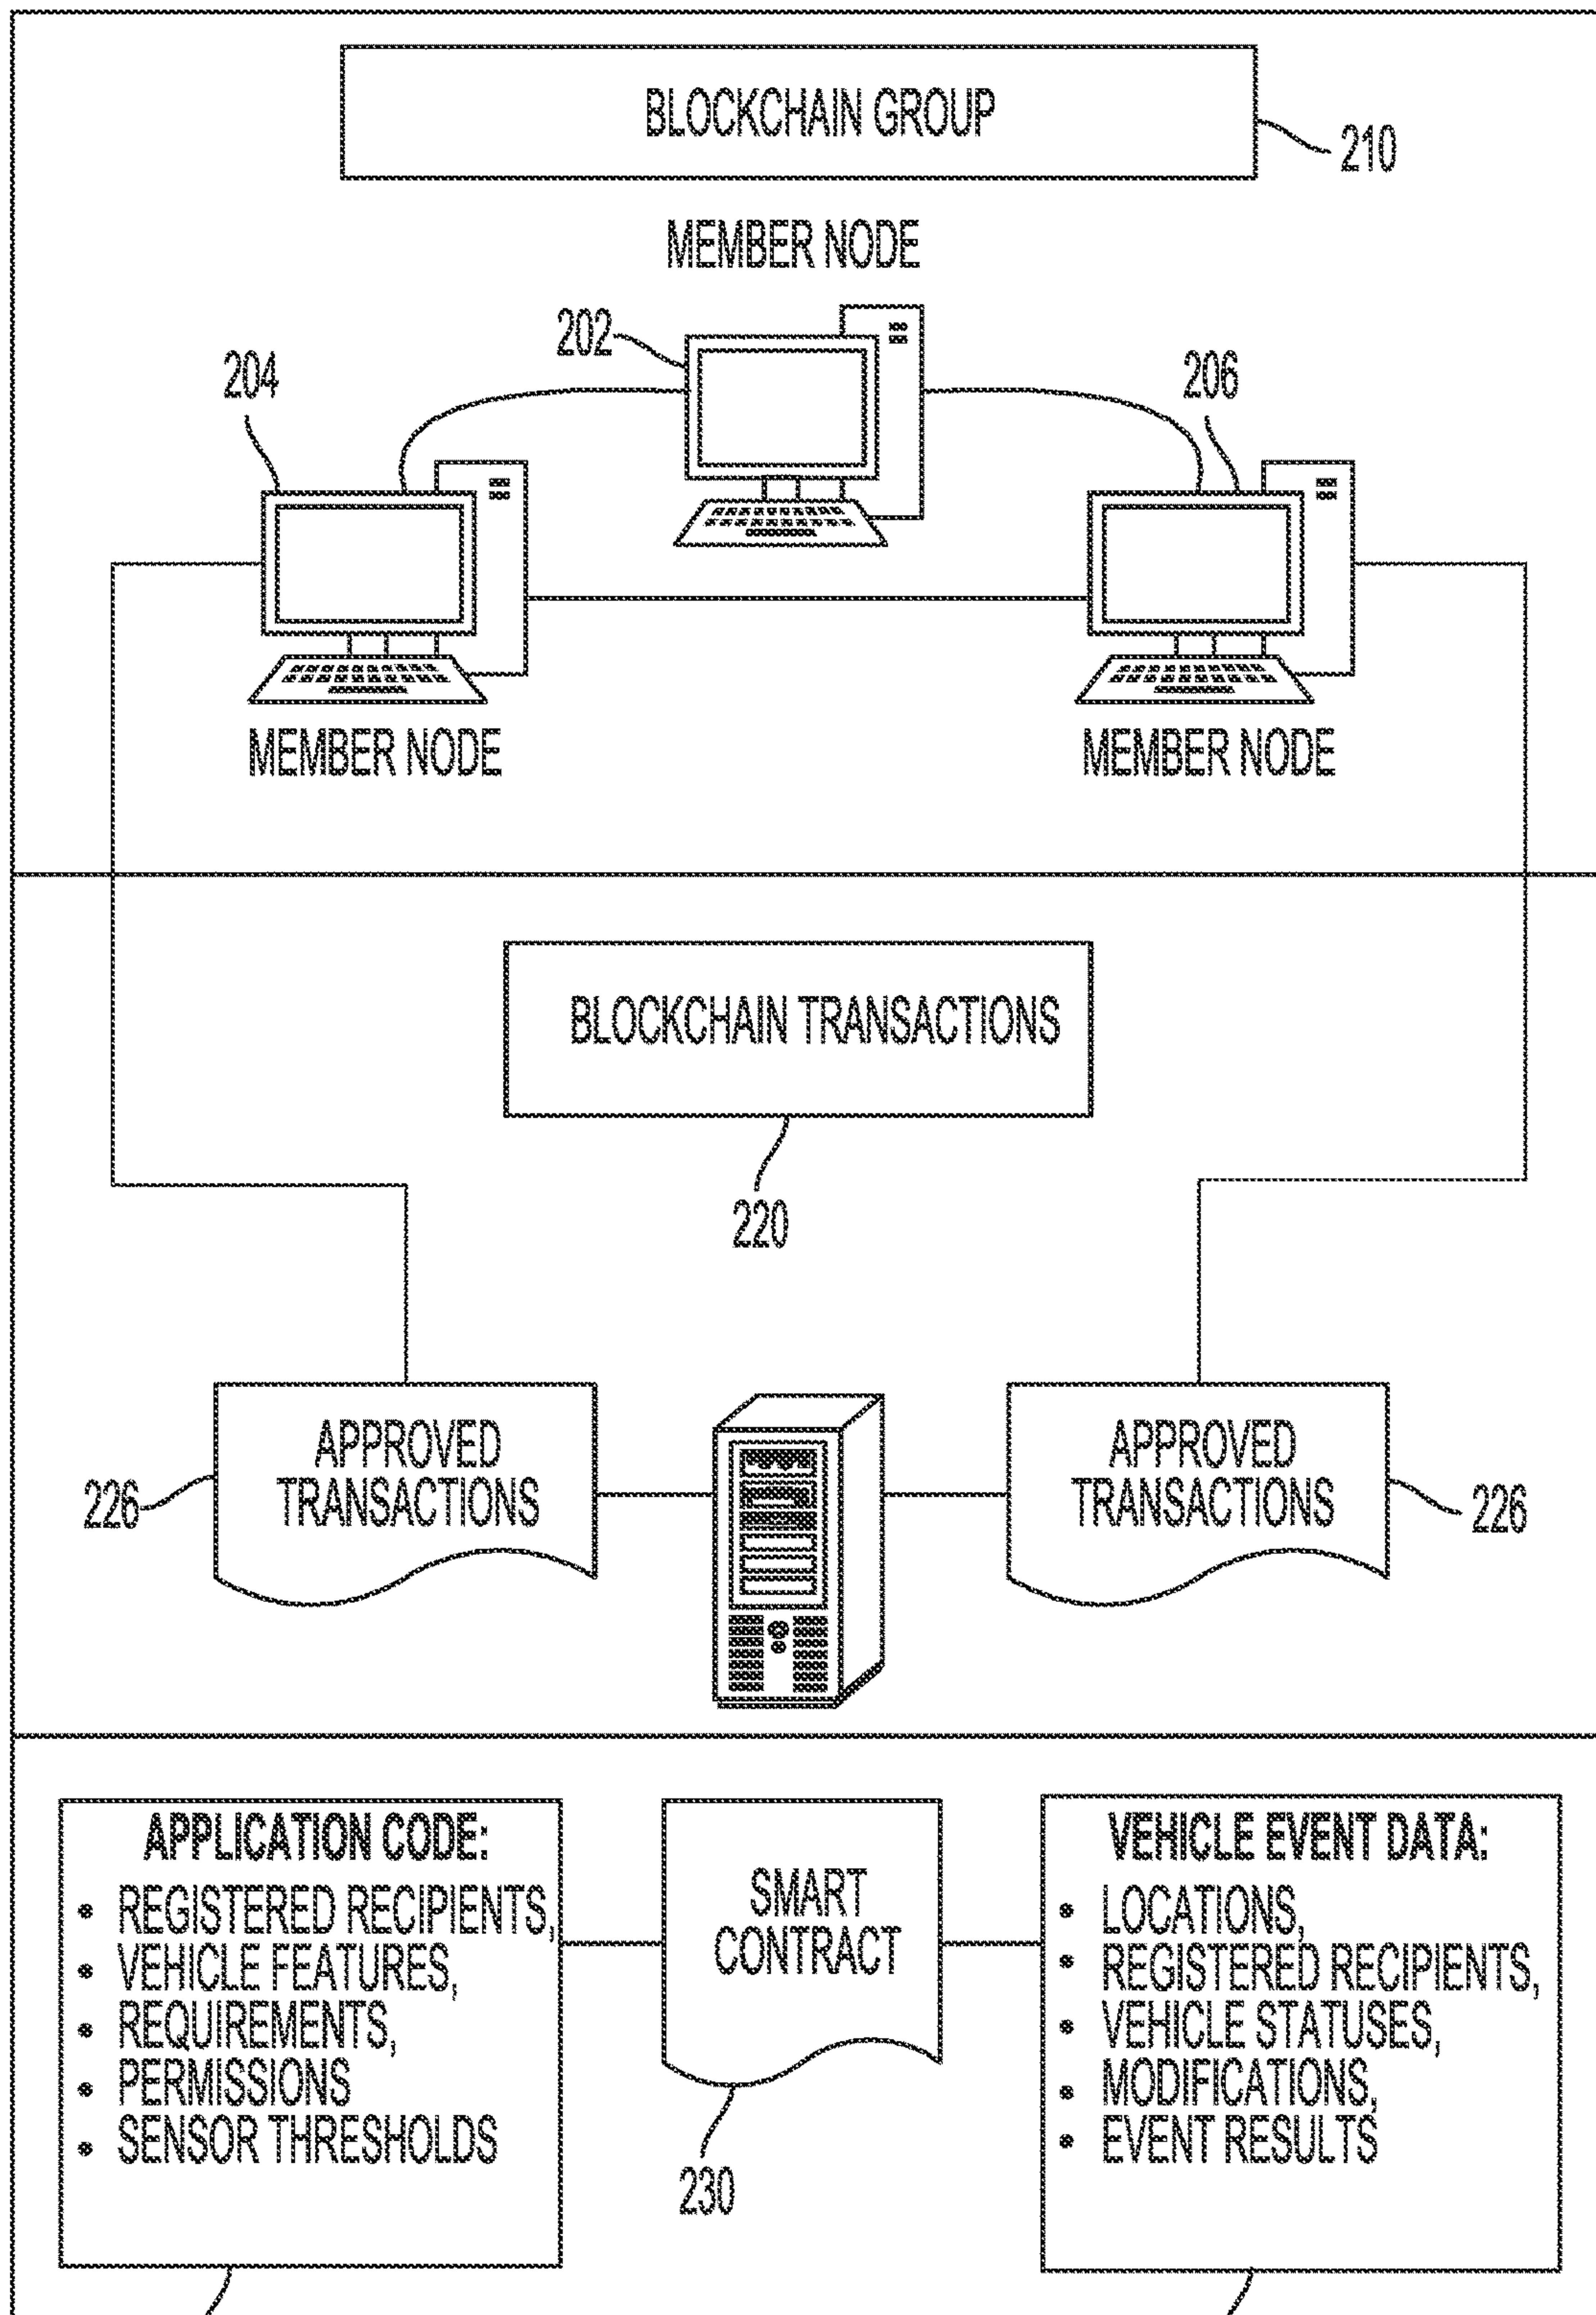 BLOCKCHAIN GROUP
210
MEMBER NODE
202
204
206
MEMBER NODE
MEMBER NODE
BLOCKCHAIN TRANSACTIONS
220
APPROVED
TRANSACTIONS
226
APPROVED
TRANSACTIONS
226
APPLICATION CODE:
• REGISTERED RECIPIENTS,
• VEHICLE FEATURES,
• REQUIREMENTS,
• PERMISSIONS
• SENSOR THRESHOLDS
SMART
CONTRACT
230
VEHICLE EVENT DATA:
• LOCATIONS,
• REGISTERED RECIPIENTS,
• VEHICLE STATUSES,
• MODIFICATIONS,
• EVENT RESULTS